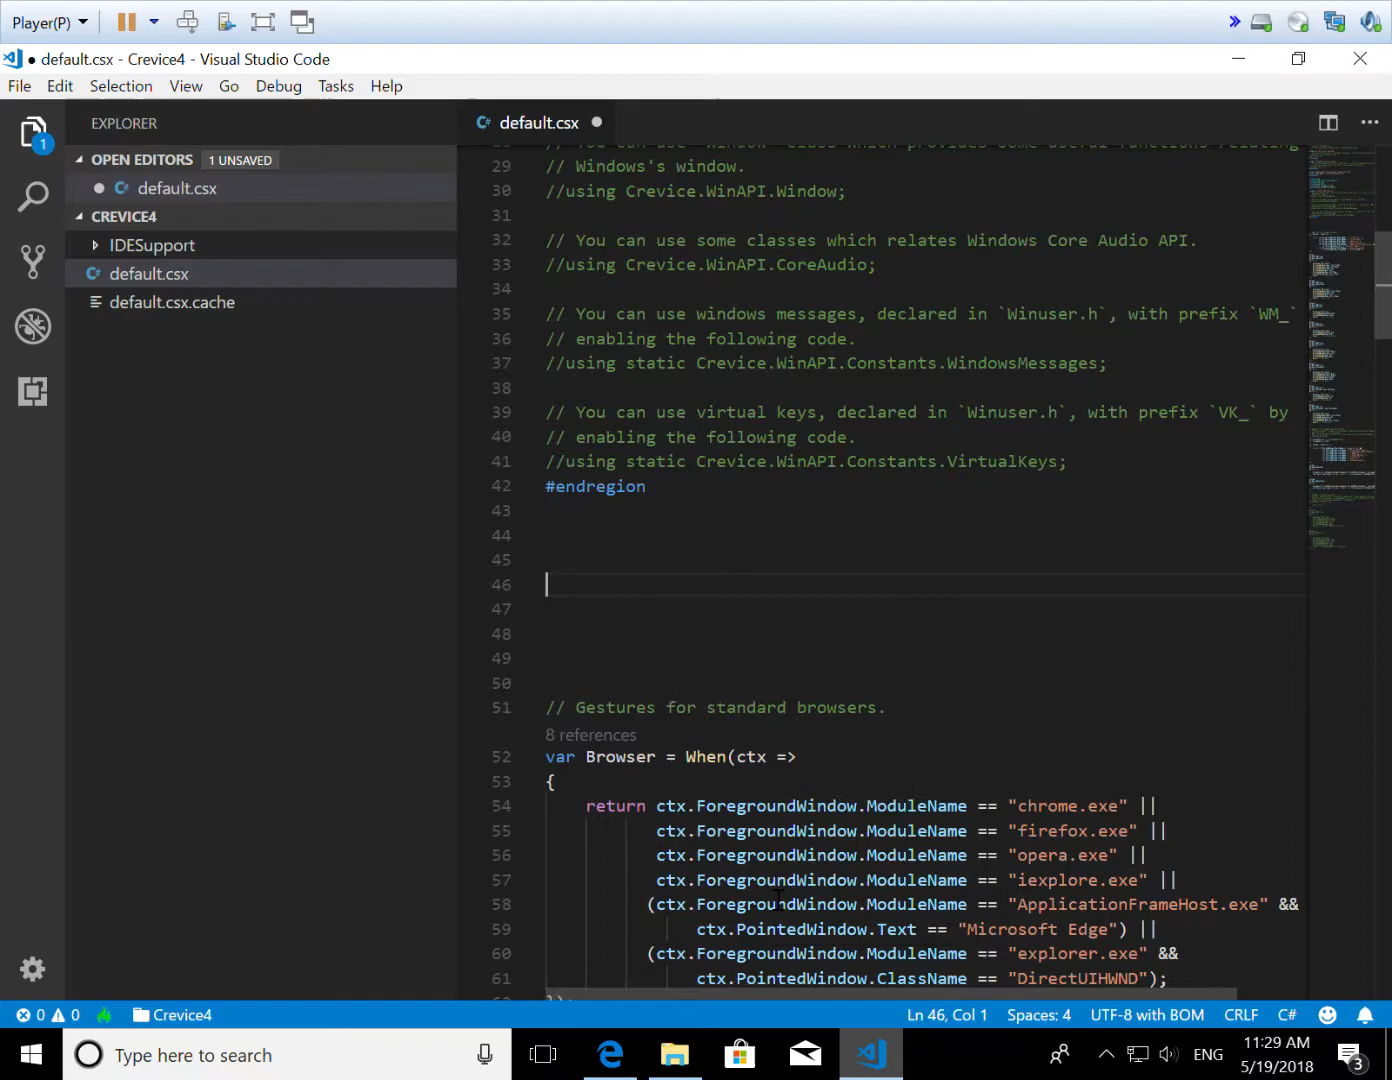 Player(P)
default.csx - Crevice4 - Visual Studio Code
File Edit Selection View Go Debug Tasks Help
1
EXPLORER
OPEN EDITORS 1 UNSAVED
default.csx
CREVICE4
IDESupport
default.csx
default.csx.cache
default.csx
29 // Windows's window.
30 //using Crevice.WinAPI.Window;
31
32 // You can use some classes which relates Windows Core Audio API.
33 //using Crevice.WinAPI.CoreAudio;
34
35 // You can use windows messages, declared in `Winuser.h`, with prefix `WM_`
36 // enabling the following code.
37 //using static Crevice.WinAPI.Constants.WindowsMessages;
38
39 // You can use virtual keys, declared in `Winuser.h`, with prefix `VK_` by
40 // enabling the following code.
41 //using static Crevice.WinAPI.Constants.VirtualKeys;
42 #endregion
43
44
45
46
47
48
49
50
51 // Gestures for standard browsers.
8 references
52 var Browser = When(ctx =>
53 {
54 return ctx.ForegroundWindow.ModuleName == "chrome.exe" ||
55 ctx.ForegroundWindow.ModuleName == "firefox.exe" ||
56 ctx.ForegroundWindow.ModuleName == "opera.exe" ||
57 ctx.ForegroundWindow.ModuleName == "iexplore.exe" ||
58 (ctx.ForegroundWindow.ModuleName == "ApplicationFrameHost.exe" &&
59 ctx.PointedWindow.Text == "Microsoft Edge") ||
60 (ctx.ForegroundWindow.ModuleName == "explorer.exe" &&
61 ctx.PointedWindow.ClassName == "DirectUIHWND");
0 0 Crevice4 Ln 46, Col 1 Spaces: 4 UTF-8 with BOM CRLF C#
Type here to search
ENG
11:29 AM
5/19/2018
3